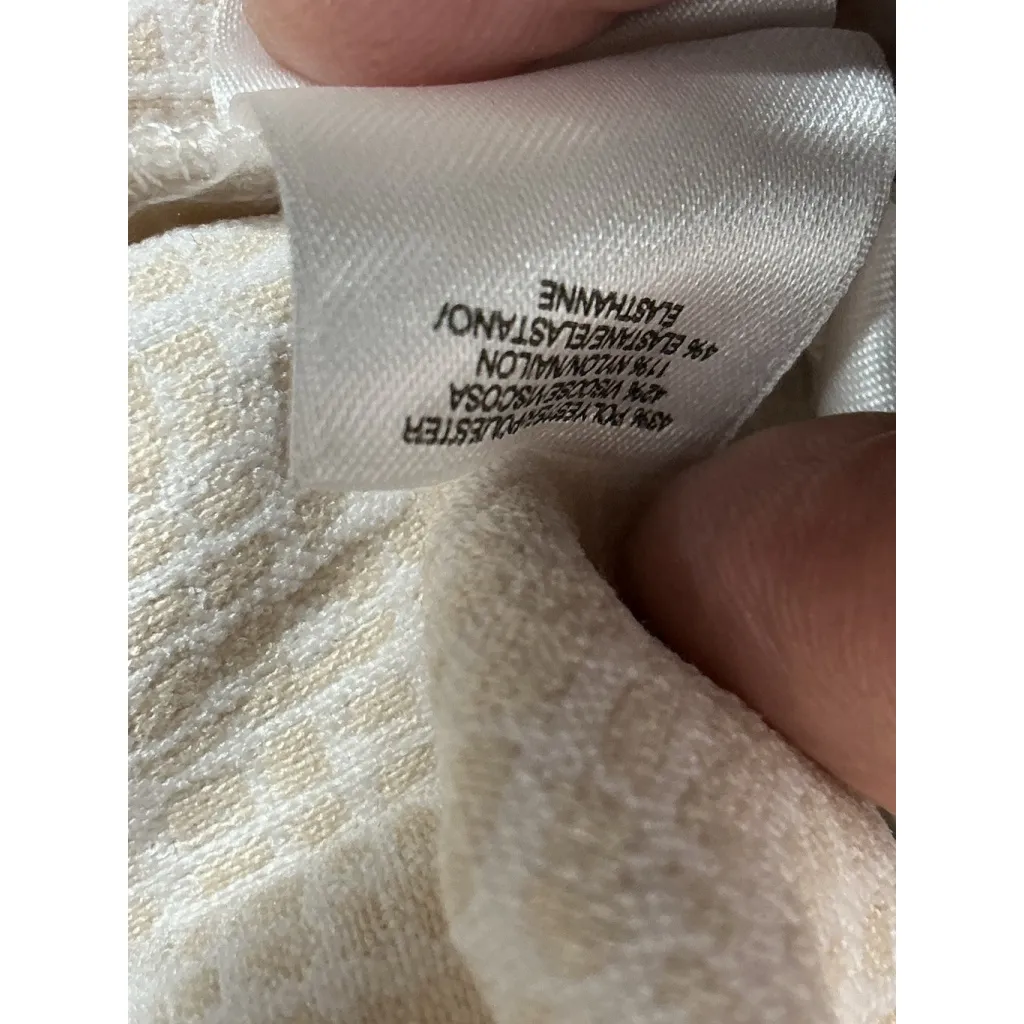 43% POLYESTER/POLIESTER
42% VISCOSE/VISCOSA
11% NYLON/NAILON
4% ELASTANE/ELASTANO/
ELASTHANNE